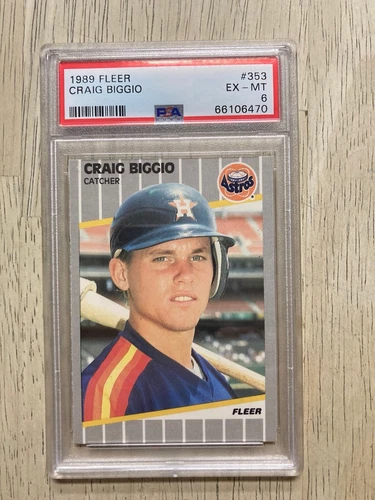 1989 FLEER #353
CRAIG BIGGIO EX - MT
PSA 6
66106470
CRAIG BIGGIO
CATCHER
Astros
FLEER